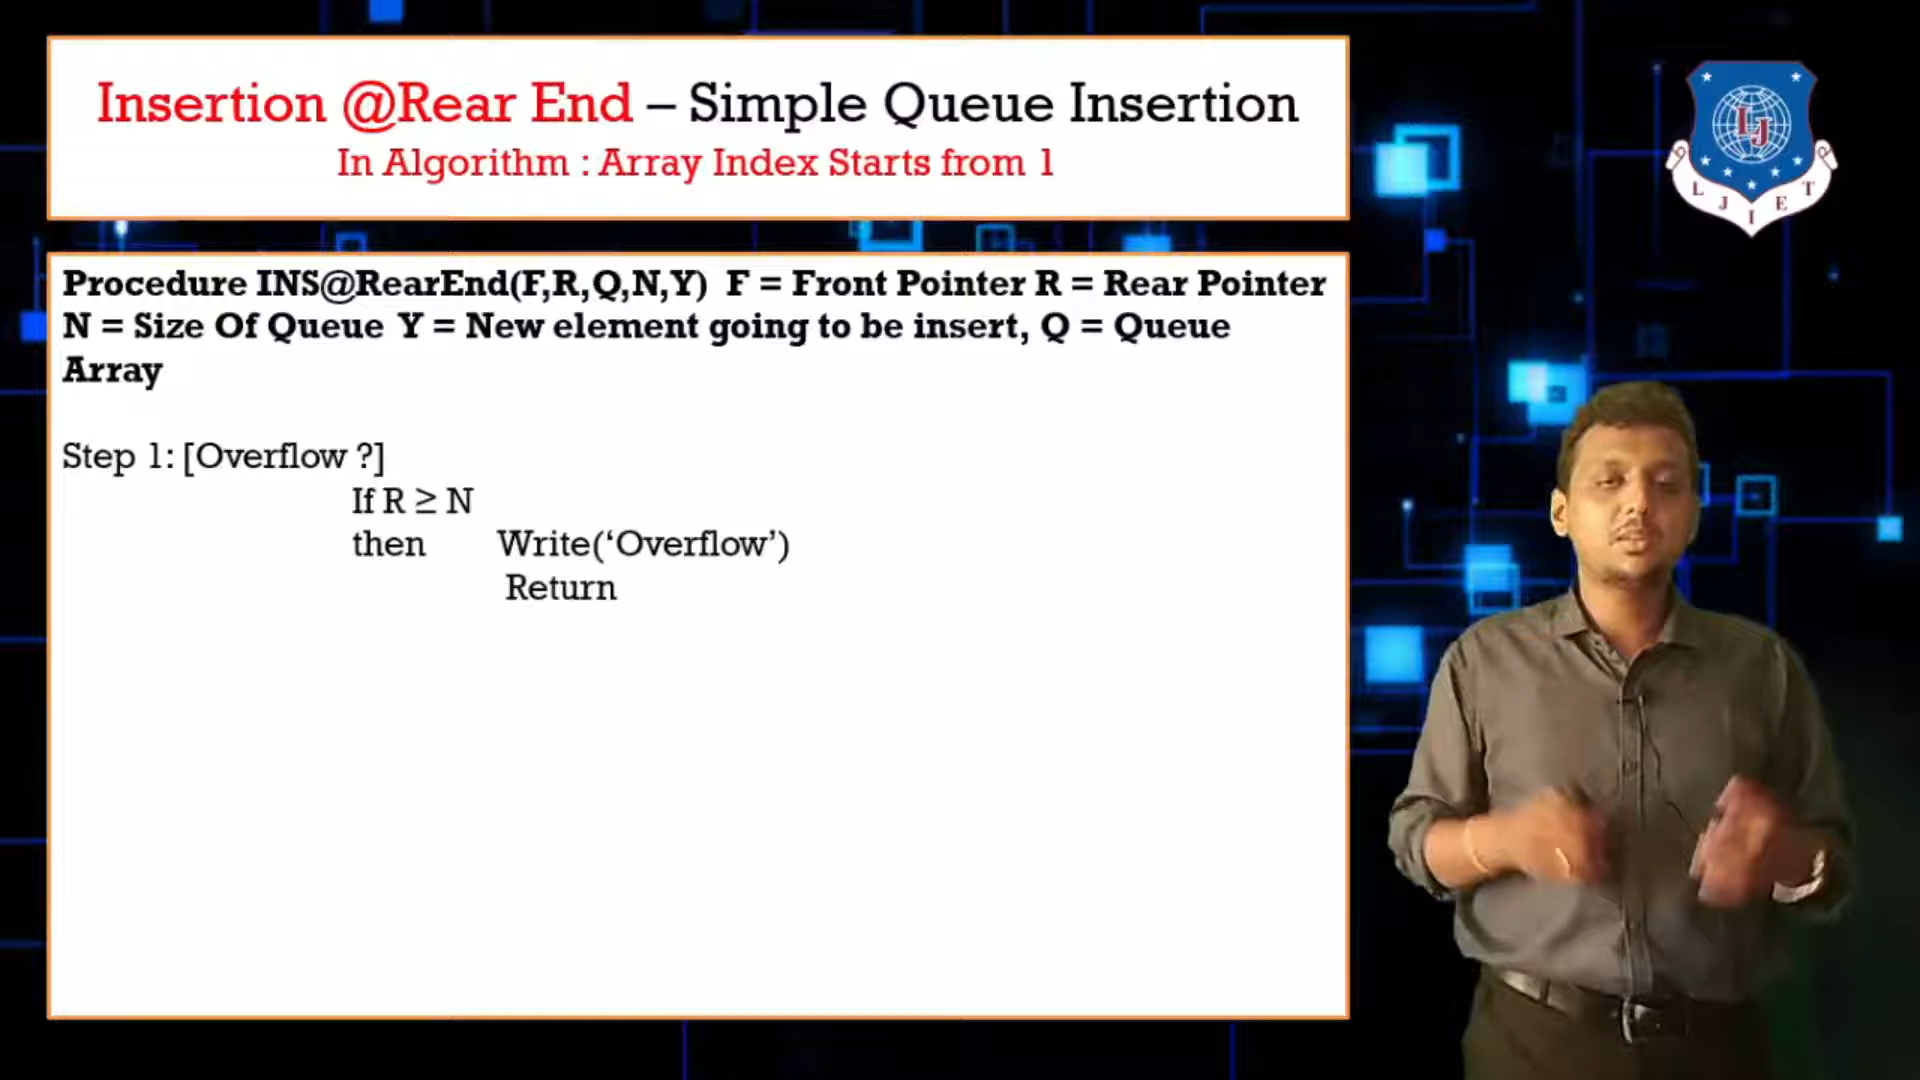 Insertion @Rear End – Simple Queue Insertion
In Algorithm : Array Index Starts from 1
Procedure INS@RearEnd(F,R,Q,N,Y) F = Front Pointer R = Rear Pointer
N = Size Of Queue Y = New element going to be insert, Q = Queue
Array
Step 1: [Overflow ?]
If R ≥ N
then Write(‘Overflow’)
Return
LJ
L J I E T